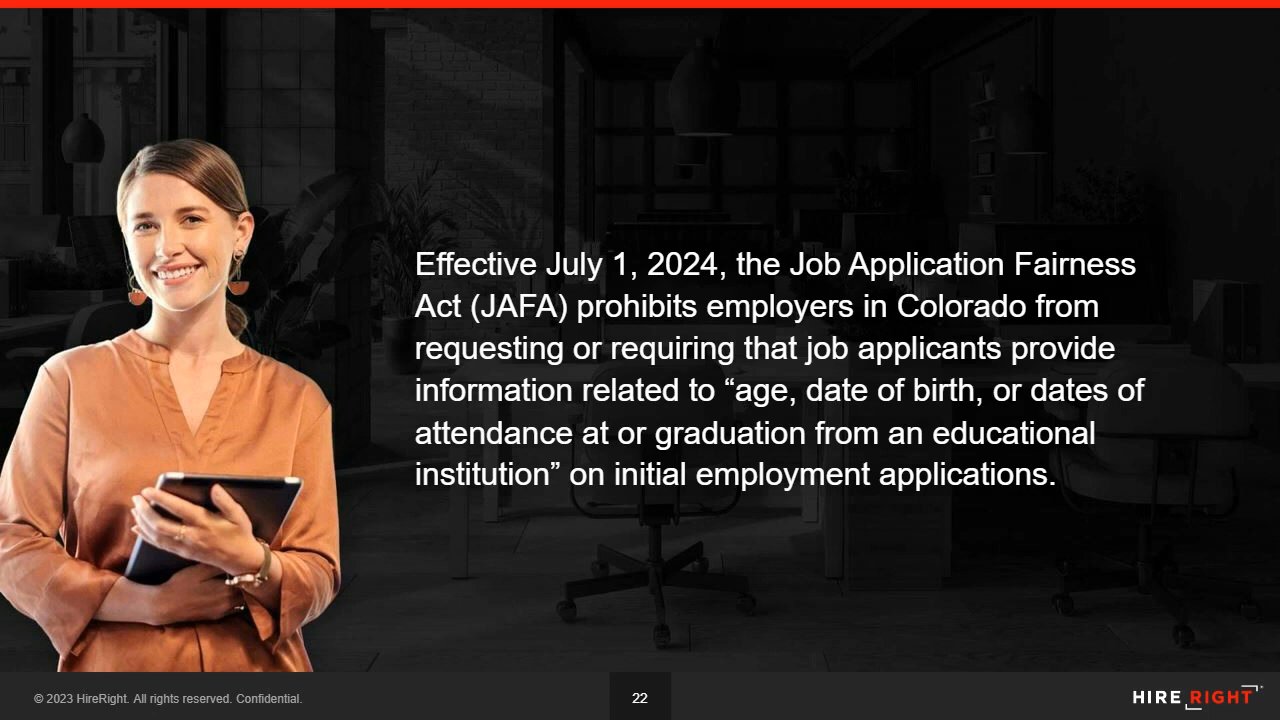 Effective July 1, 2024, the Job Application Fairness
Act (JAFA) prohibits employers in Colorado from
requesting or requiring that job applicants provide
information related to “age, date of birth, or dates of
attendance at or graduation from an educational
institution” on initial employment applications.
© 2023 HireRight. All rights reserved. Confidential.
22
HIRE RIGHT